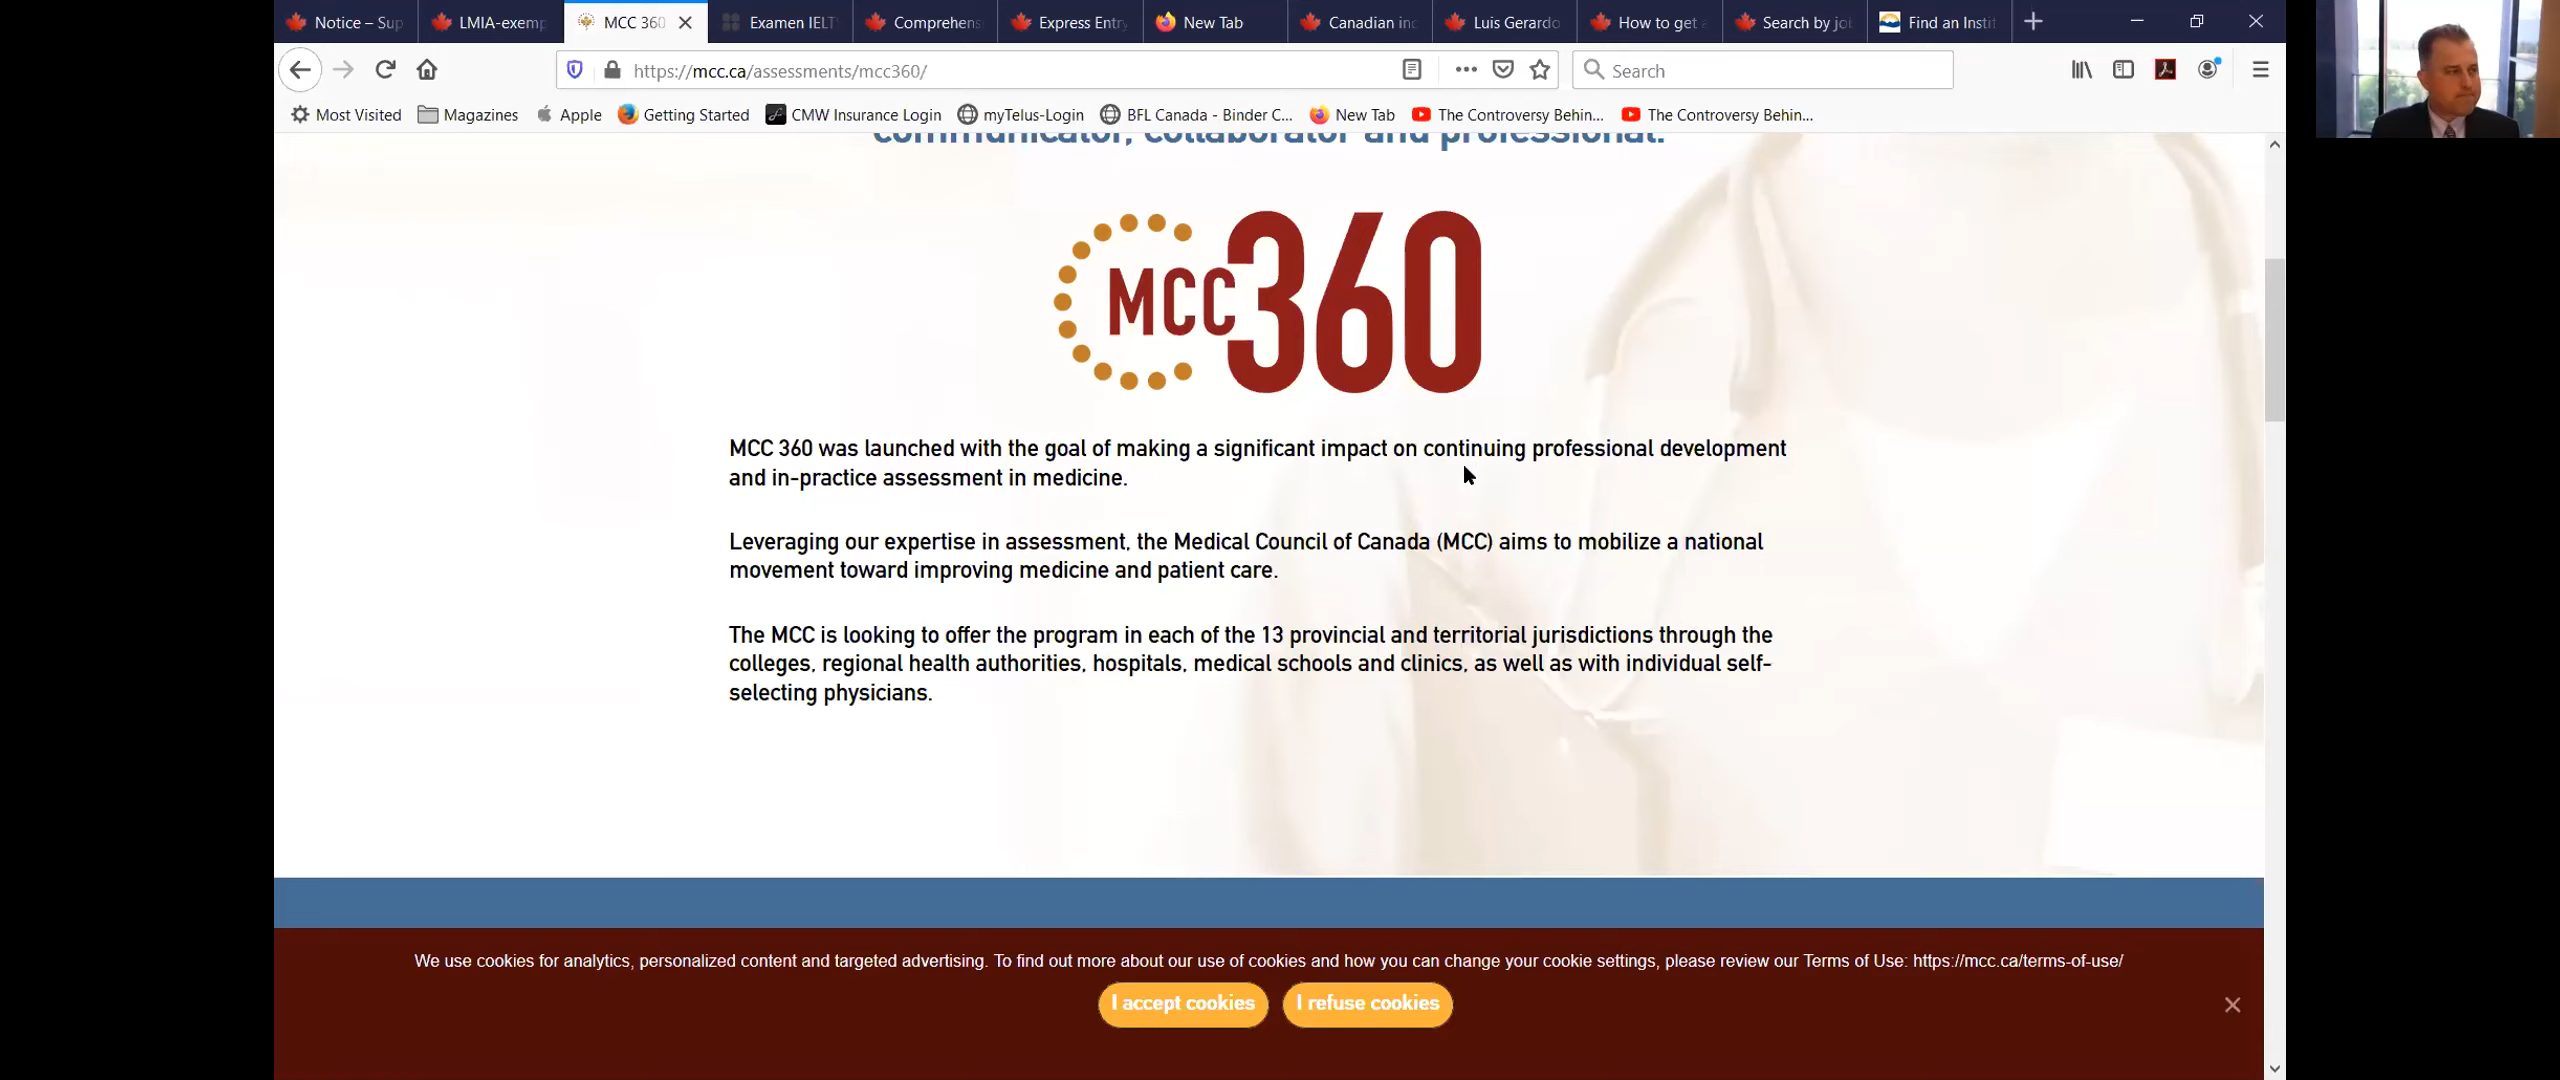 Notice – Sup
LMIA-exemp
MCC 360
Examen IELT
Comprehens
Express Entry
New Tab
Canadian inc
Luis Gerardo
How to get a
Search by jo
Find an Instit
https://mcc.ca/assessments/mcc360/
Search
Most Visited
Magazines
Apple
Getting Started
CMW Insurance Login
myTelus-Login
BFL Canada - Binder C...
New Tab
The Controversy Behin...
The Controversy Behin...
communicator, collaborator and professional.
MCC360
MCC 360 was launched with the goal of making a significant impact on continuing professional development
and in-practice assessment in medicine.
Leveraging our expertise in assessment, the Medical Council of Canada (MCC) aims to mobilize a national
movement toward improving medicine and patient care.
The MCC is looking to offer the program in each of the 13 provincial and territorial jurisdictions through the
colleges, regional health authorities, hospitals, medical schools and clinics, as well as with individual self-
selecting physicians.
We use cookies for analytics, personalized content and targeted advertising. To find out more about our use of cookies and how you can change your cookie settings, please review our Terms of Use: https://mcc.ca/terms-of-use/
I accept cookies
I refuse cookies